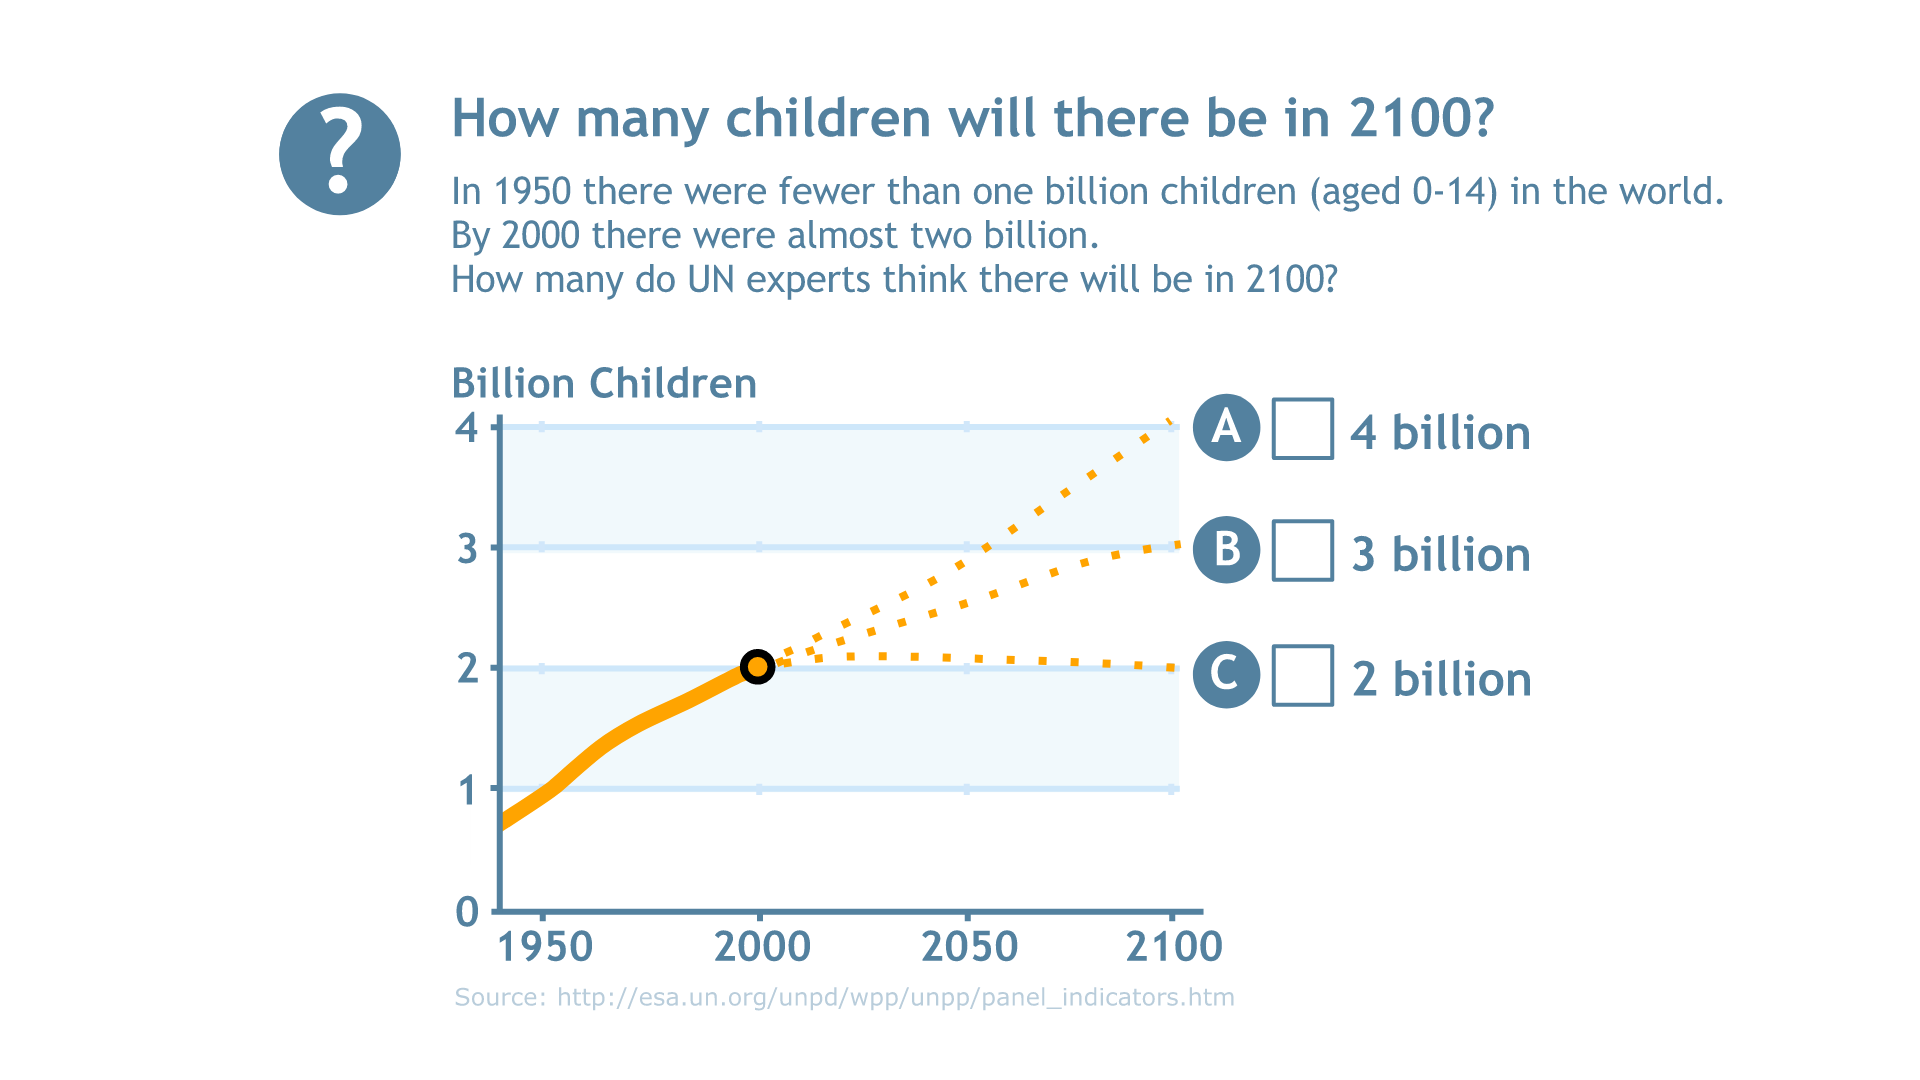 ?
How many children will there be in 2100?
In 1950 there were fewer than one billion children (aged 0-14) in the world.
By 2000 there were almost two billion.
How many do UN experts think there will be in 2100?
Billion Children
4
3
2
1
0
1950 2000 2050 2100
A 4 billion
B 3 billion
C 2 billion
Source: http://esa.un.org/unpd/wpp/unpp/panel_indicators.htm